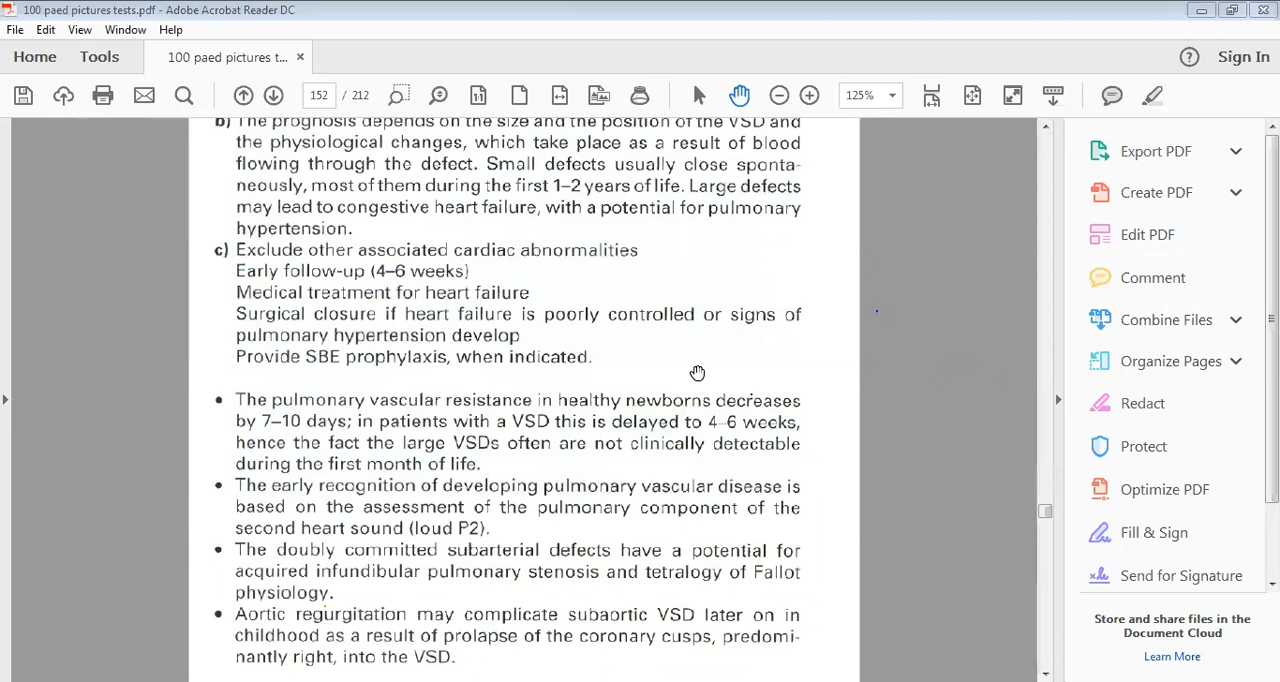 100 paed pictures tests.pdf - Adobe Acrobat Reader DC
File Edit View Window Help
Home Tools 100 paed pictures t... × Sign In
152 / 212 125%
b) The prognosis depends on the size and the position of the VSD and
the physiological changes, which take place as a result of blood
flowing through the defect. Small defects usually close sponta-
neously, most of them during the first 1–2 years of life. Large defects
may lead to congestive heart failure, with a potential for pulmonary
hypertension.
c) Exclude other associated cardiac abnormalities
Early follow-up (4–6 weeks)
Medical treatment for heart failure
Surgical closure if heart failure is poorly controlled or signs of
pulmonary hypertension develop
Provide SBE prophylaxis, when indicated.
• The pulmonary vascular resistance in healthy newborns decreases
by 7–10 days; in patients with a VSD this is delayed to 4–6 weeks,
hence the fact the large VSDs often are not clinically detectable
during the first month of life.
• The early recognition of developing pulmonary vascular disease is
based on the assessment of the pulmonary component of the
second heart sound (loud P2).
• The doubly committed subarterial defects have a potential for
acquired infundibular pulmonary stenosis and tetralogy of Fallot
physiology.
• Aortic regurgitation may complicate subaortic VSD later on in
childhood as a result of prolapse of the coronary cusps, predomi-
nantly right, into the VSD.
Export PDF
Create PDF
Edit PDF
Comment
Combine Files
Organize Pages
Redact
Protect
Optimize PDF
Fill & Sign
Send for Signature
Store and share files in the
Document Cloud
Learn More